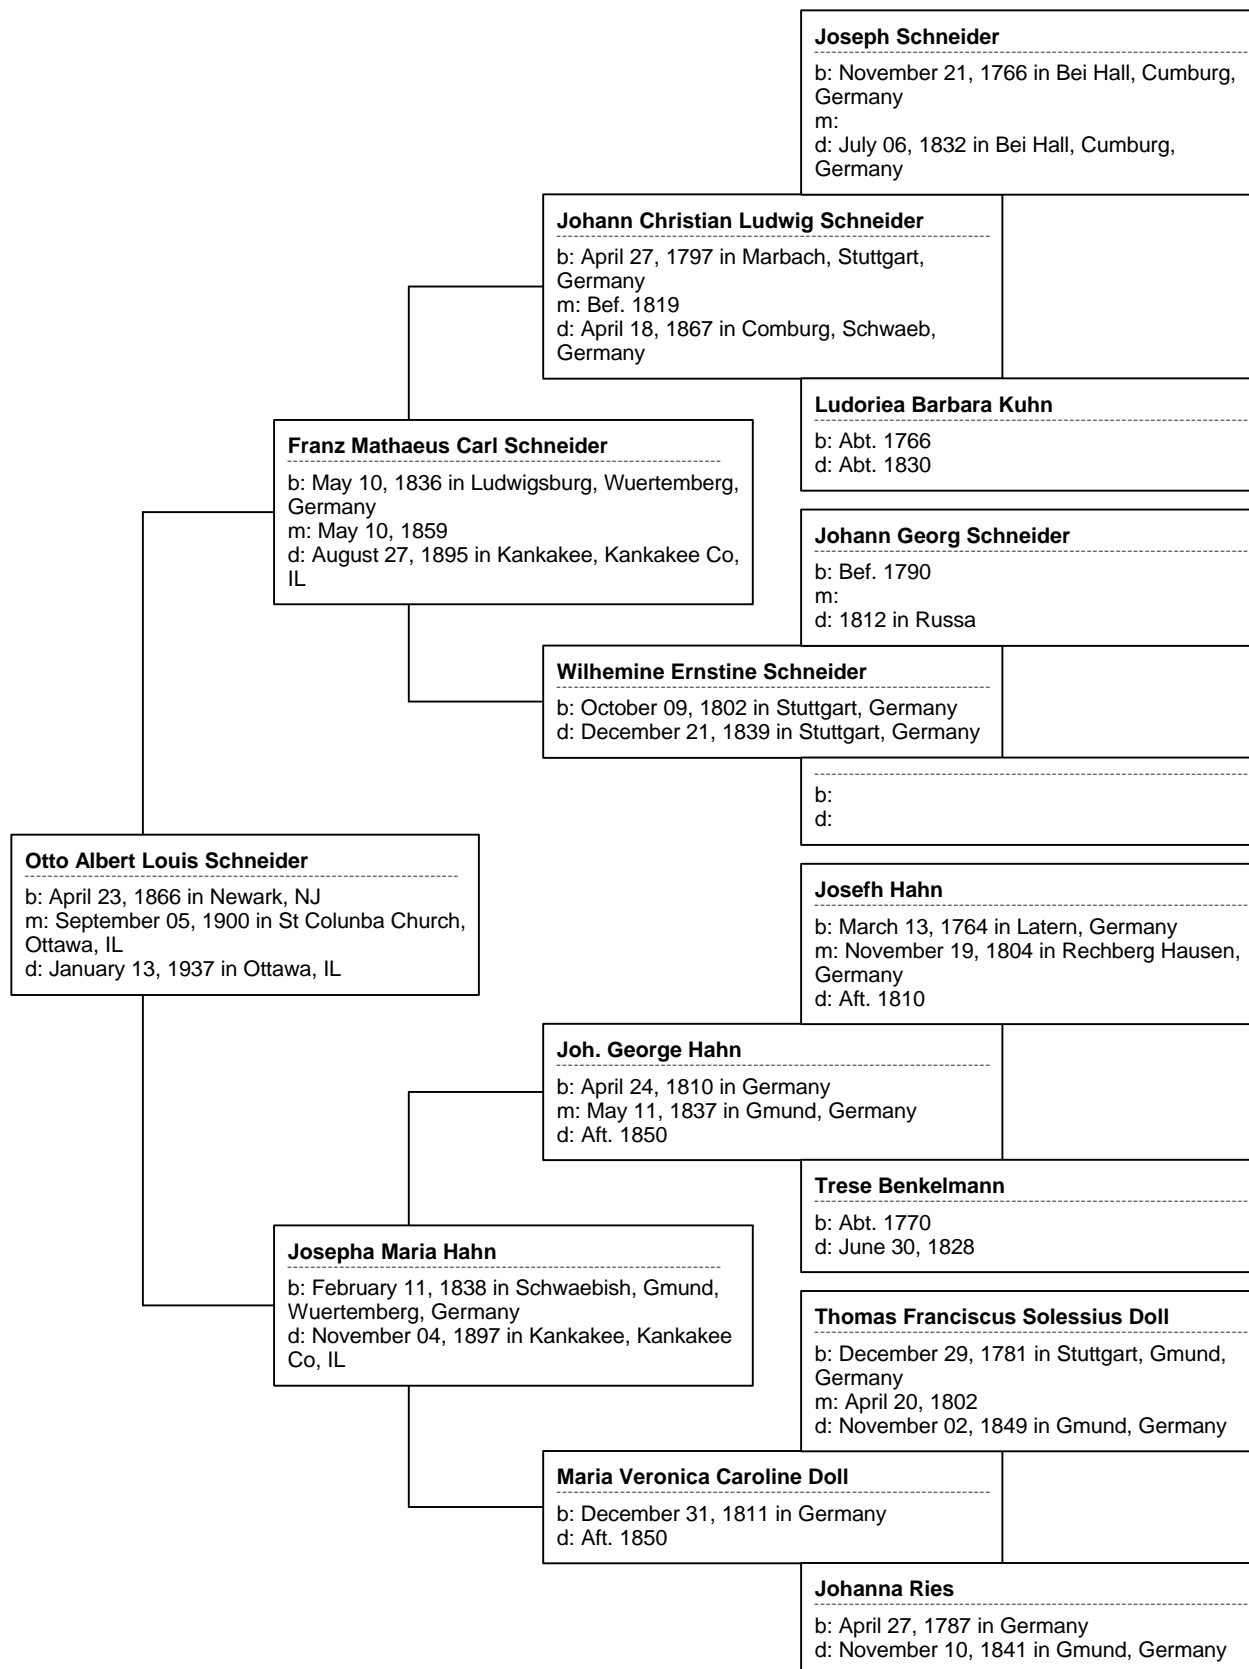 Joseph Schneider
b: November 21, 1766 in Bei Hall, Cumburg,
Germany
m:
d: July 06, 1832 in Bei Hall, Cumburg,
Germany
Johann Christian Ludwig Schneider
b: April 27, 1797 in Marbach, Stuttgart,
Germany
m: Bef. 1819
d: April 18, 1867 in Comburg, Schwaeb,
Germany
Ludoriea Barbara Kuhn
b: Abt. 1766
d: Abt. 1830
Franz Mathaeus Carl Schneider
b: May 10, 1836 in Ludwigsburg, Wuertemberg,
Germany
m: May 10, 1859
d: August 27, 1895 in Kankakee, Kankakee Co,
IL
Johann Georg Schneider
b: Bef. 1790
m:
d: 1812 in Russa
Wilhemine Ernstine Schneider
b: October 09, 1802 in Stuttgart, Germany
d: December 21, 1839 in Stuttgart, Germany
b:
d:
Otto Albert Louis Schneider
b: April 23, 1866 in Newark, NJ
m: September 05, 1900 in St Colunba Church,
Ottawa, IL
d: January 13, 1937 in Ottawa, IL
Josefh Hahn
b: March 13, 1764 in Latern, Germany
m: November 19, 1804 in Rechberg Hausen,
Germany
d: Aft. 1810
Joh. George Hahn
b: April 24, 1810 in Germany
m: May 11, 1837 in Gmund, Germany
d: Aft. 1850
Trese Benkelmann
b: Abt. 1770
d: June 30, 1828
Josepha Maria Hahn
b: February 11, 1838 in Schwaebish, Gmund,
Wuertemberg, Germany
d: November 04, 1897 in Kankakee, Kankakee
Co, IL
Thomas Franciscus Solessius Doll
b: December 29, 1781 in Stuttgart, Gmund,
Germany
m: April 20, 1802
d: November 02, 1849 in Gmund, Germany
Maria Veronica Caroline Doll
b: December 31, 1811 in Germany
d: Aft. 1850
Johanna Ries
b: April 27, 1787 in Germany
d: November 10, 1841 in Gmund, Germany